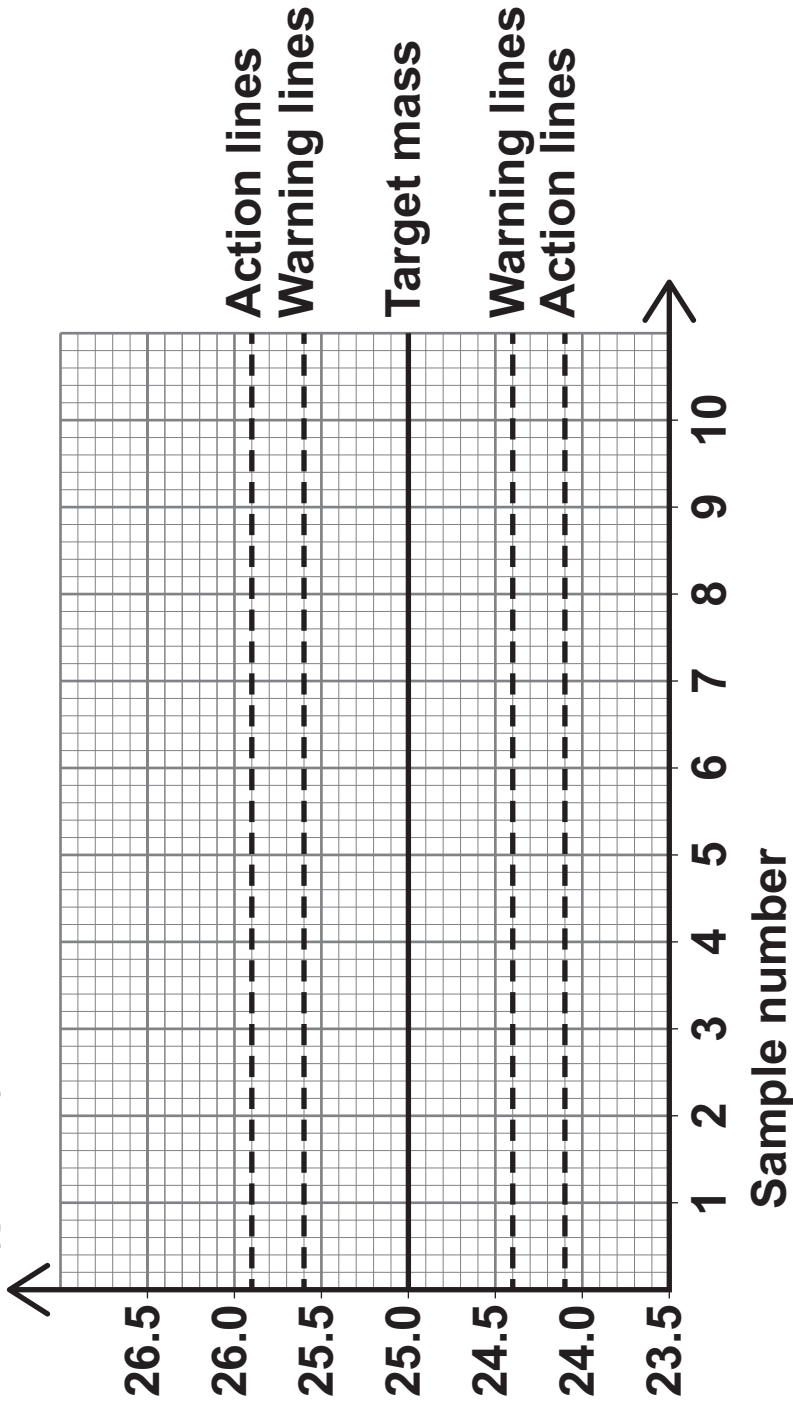 26.5
26.0
25.5
25.0
24.5
24.0
23.5
Action lines
Warning lines
Target mass
Warning lines
Action lines
1 2 3 4 5 6 7 8 9 10
Sample number